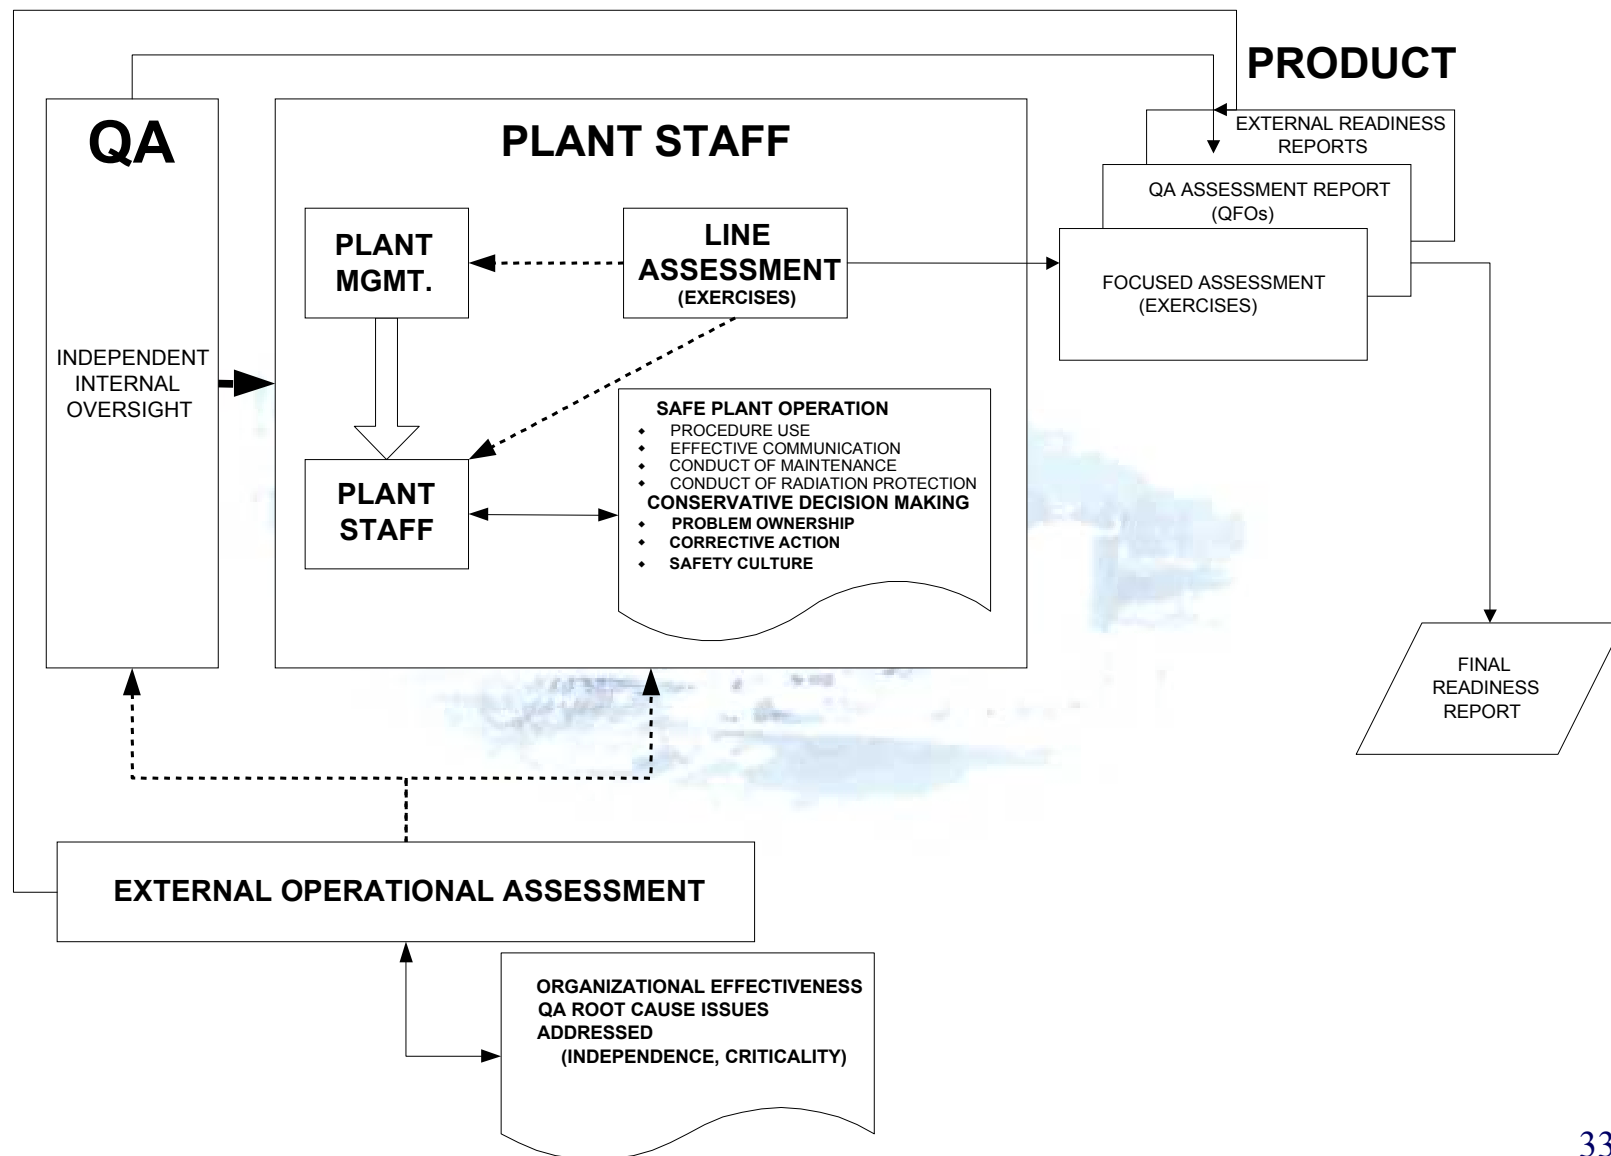 PRODUCT
QA
INDEPENDENT
INTERNAL
OVERSIGHT
PLANT STAFF
PLANT
MGMT.
LINE
ASSESSMENT
(EXERCISES)
PLANT
STAFF
SAFE PLANT OPERATION
◆ PROCEDURE USE
◆ EFFECTIVE COMMUNICATION
◆ CONDUCT OF MAINTENANCE
◆ CONDUCT OF RADIATION PROTECTION
CONSERVATIVE DECISION MAKING
◆ PROBLEM OWNERSHIP
◆ CORRECTIVE ACTION
◆ SAFETY CULTURE
EXTERNAL READINESS
REPORTS
QA ASSESSMENT REPORT
(QFOs)
FOCUSED ASSESSMENT
(EXERCISES)
FINAL
READINESS
REPORT
EXTERNAL OPERATIONAL ASSESSMENT
ORGANIZATIONAL EFFECTIVENESS
QA ROOT CAUSE ISSUES
ADDRESSED
(INDEPENDENCE, CRITICALITY)
33